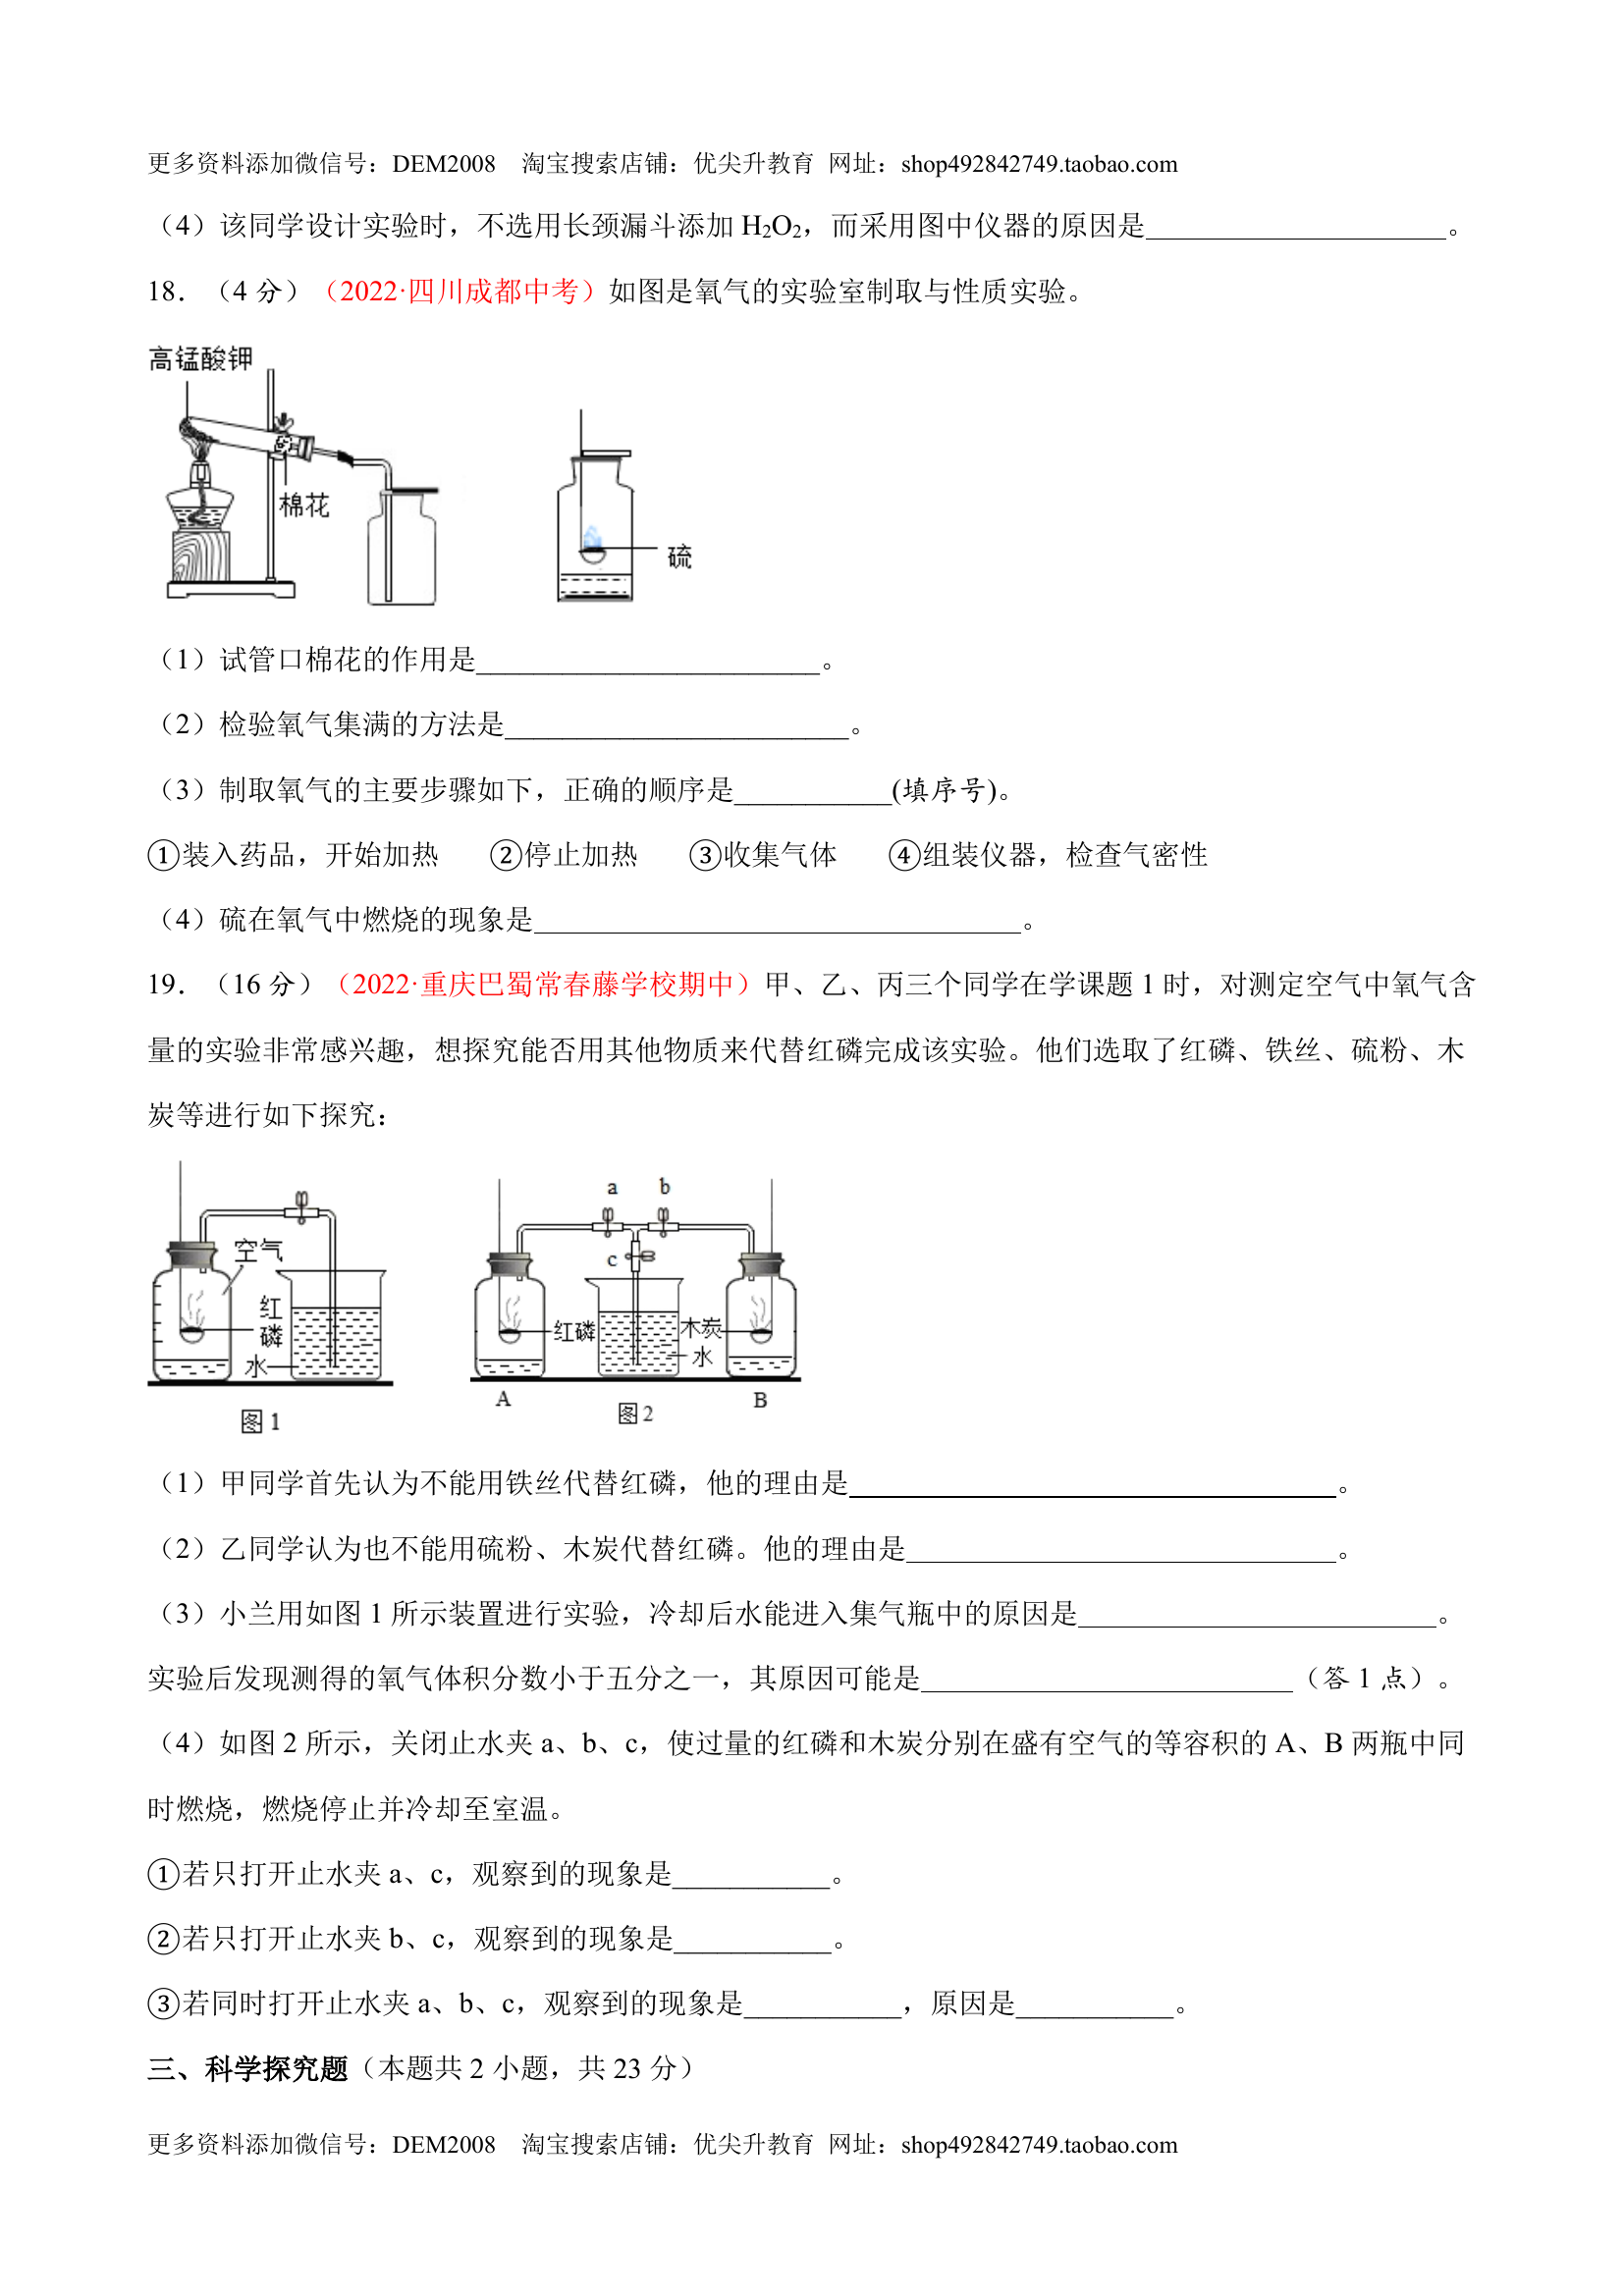 更多资料添加微信号：DEM2008　淘宝搜索店铺：优尖升教育 网址：shop492842749.taobao.com
（4）该同学设计实验时，不选用长颈漏斗添加 H₂O₂，而采用图中仪器的原因是_____________________。
18．（4 分）（2022·四川成都中考）如图是氧气的实验室制取与性质实验。
高锰酸钾
棉花
硫
（1）试管口棉花的作用是________________________。
（2）检验氧气集满的方法是________________________。
（3）制取氧气的主要步骤如下，正确的顺序是___________(填序号)。
①装入药品，开始加热　②停止加热　③收集气体　④组装仪器，检查气密性
（4）硫在氧气中燃烧的现象是__________________________________。
19．（16 分）（2022·重庆巴蜀常春藤学校期中）甲、乙、丙三个同学在学课题 1 时，对测定空气中氧气含
量的实验非常感兴趣，想探究能否用其他物质来代替红磷完成该实验。他们选取了红磷、铁丝、硫粉、木
炭等进行如下探究：
空气
红
磷
水
图 1
a b
c
红磷
木炭
水
A
B
图 2
（1）甲同学首先认为不能用铁丝代替红磷，他的理由是__________________________________。
（2）乙同学认为也不能用硫粉、木炭代替红磷。他的理由是______________________________。
（3）小兰用如图 1 所示装置进行实验，冷却后水能进入集气瓶中的原因是_________________________。
实验后发现测得的氧气体积分数小于五分之一，其原因可能是__________________________（答 1 点）。
（4）如图 2 所示，关闭止水夹 a、b、c，使过量的红磷和木炭分别在盛有空气的等容积的 A、B 两瓶中同
时燃烧，燃烧停止并冷却至室温。
①若只打开止水夹 a、c，观察到的现象是___________。
②若只打开止水夹 b、c，观察到的现象是___________。
③若同时打开止水夹 a、b、c，观察到的现象是___________，原因是___________。
三、科学探究题（本题共 2 小题，共 23 分）
更多资料添加微信号：DEM2008　淘宝搜索店铺：优尖升教育 网址：shop492842749.taobao.com